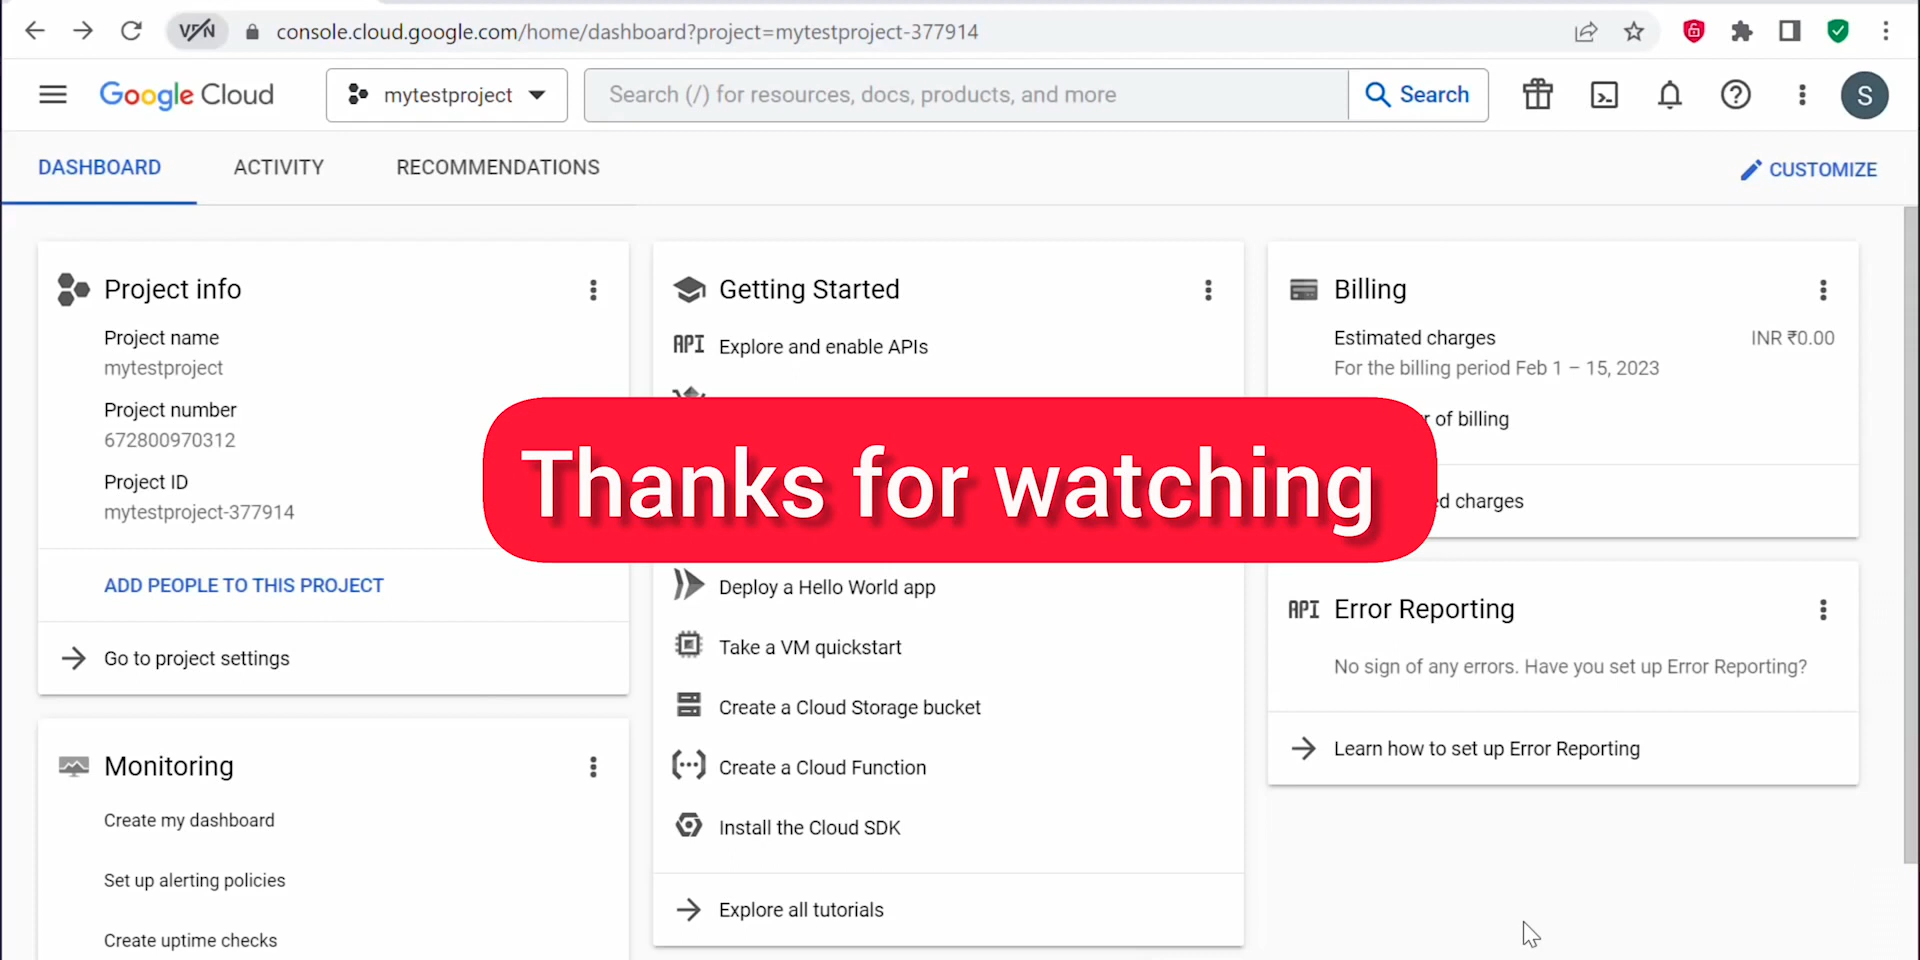 VPN
console.cloud.google.com/home/dashboard?project=mytestproject-377914
Google Cloud
mytestproject
Search (/) for resources, docs, products, and more
Search
S
DASHBOARD
ACTIVITY
RECOMMENDATIONS
CUSTOMIZE
Project info
Project name
mytestproject
Project number
672800970312
Project ID
mytestproject-377914
ADD PEOPLE TO THIS PROJECT
Go to project settings
Monitoring
Create my dashboard
Set up alerting policies
Create uptime checks
Getting Started
API Explore and enable APIs
Thanks for watching
Deploy a Hello World app
Take a VM quickstart
Create a Cloud Storage bucket
Create a Cloud Function
Install the Cloud SDK
Explore all tutorials
Billing
Estimated charges INR ₹0.00
For the billing period Feb 1 – 15, 2023
of billing
charges
API Error Reporting
No sign of any errors. Have you set up Error Reporting?
Learn how to set up Error Reporting